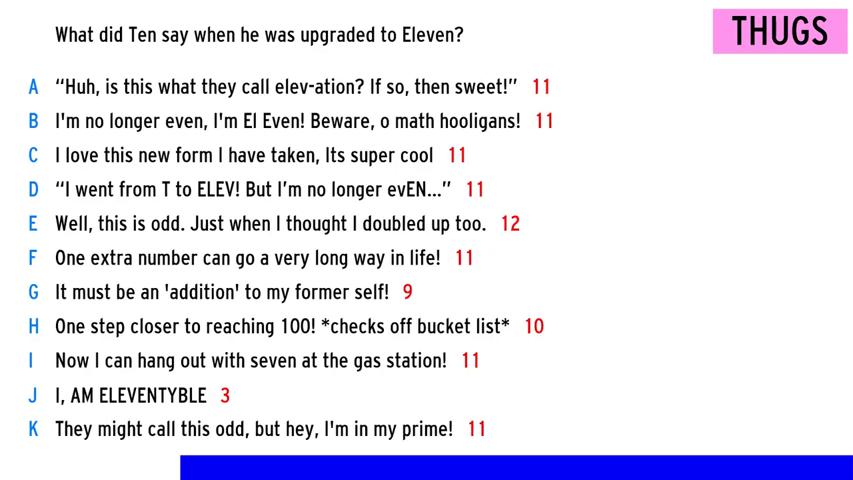 What did Ten say when he was upgraded to Eleven?
THUGS
A “Huh, is this what they call elev-ation? If so, then sweet!” 11
B I'm no longer even, I'm El Even! Beware, o math hooligans! 11
C I love this new form I have taken, Its super cool 11
D “I went from T to ELEV! But I’m no longer evEN...” 11
E Well, this is odd. Just when I thought I doubled up too. 12
F One extra number can go a very long way in life! 11
G It must be an 'addition' to my former self! 9
H One step closer to reaching 100! *checks off bucket list* 10
I Now I can hang out with seven at the gas station! 11
J I, AM ELEVENTYBLE 3
K They might call this odd, but hey, I'm in my prime! 11